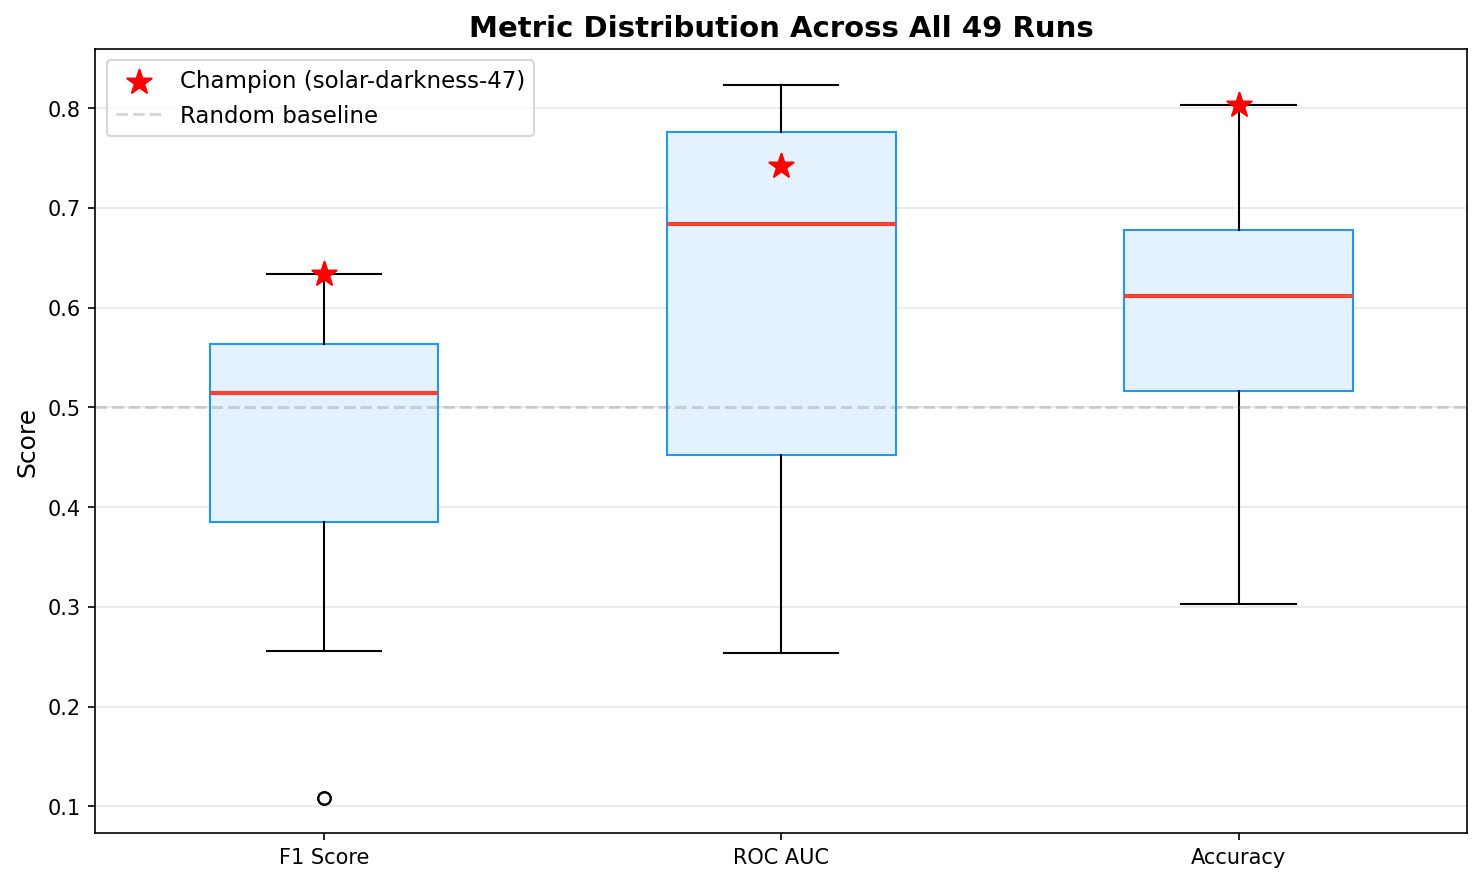 Metric Distribution Across All 49 Runs
Champion (solar-darkness-47)
Random baseline
Score
0.8
0.7
0.6
0.5
0.4
0.3
0.2
0.1
F1 Score
ROC AUC
Accuracy